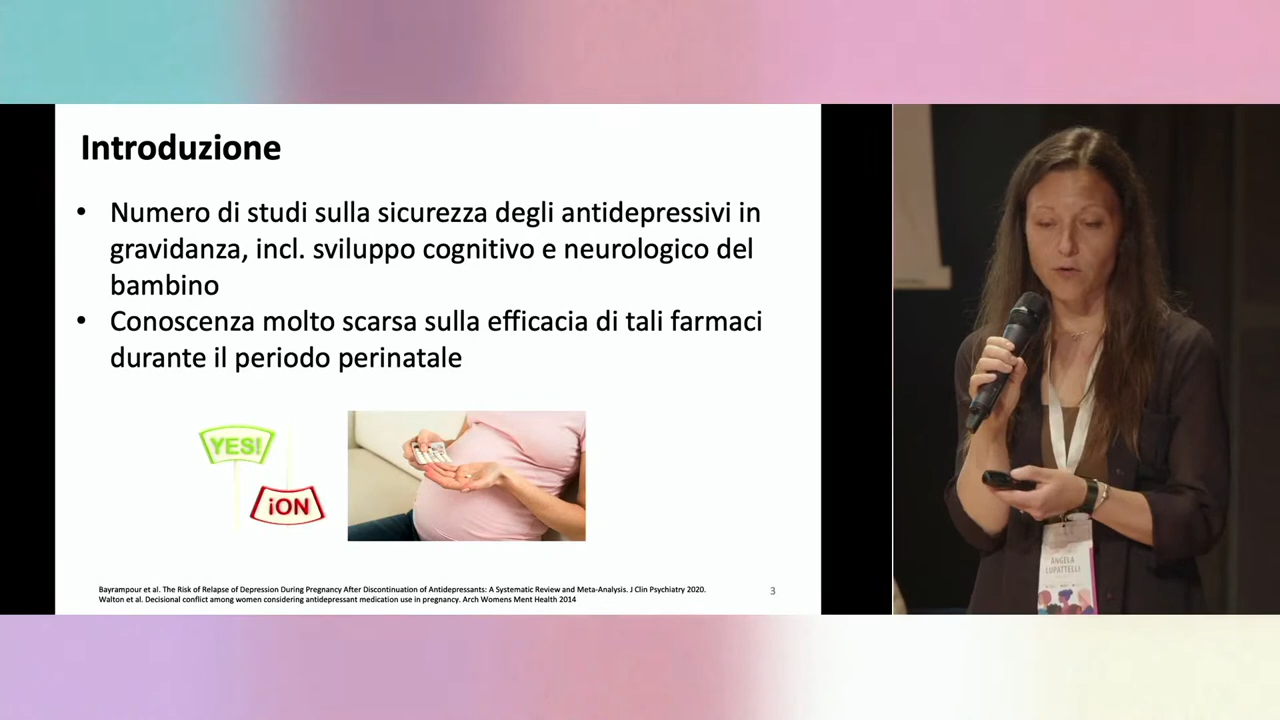 Introduzione
• Numero di studi sulla sicurezza degli antidepressivi in
gravidanza, incl. sviluppo cognitivo e neurologico del
bambino
• Conoscenza molto scarsa sulla efficacia di tali farmaci
durante il periodo perinatale
YES!
iON
Bayrampour et al. The Risk of Relapse of Depression During Pregnancy After Discontinuation of Antidepressants: A Systematic Review and Meta-Analysis. J Clin Psychiatry 2020.
Walton et al. Decisional conflict among women considering antidepressant medication use in pregnancy. Arch Womens Ment Health 2014
3
ANGELA
LUPATTELLI